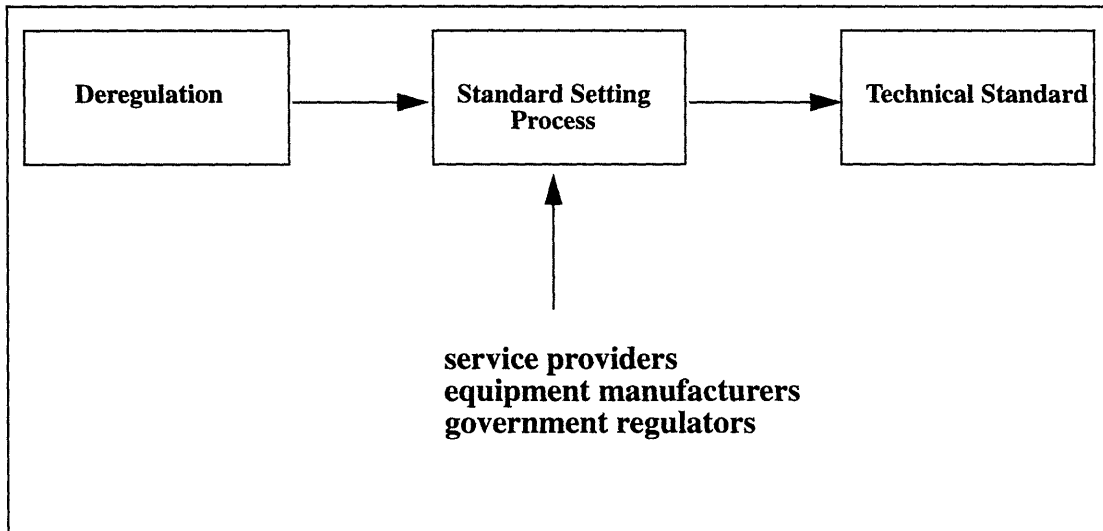 Deregulation
Standard Setting
Process
Technical Standard
service providers
equipment manufacturers
government regulators